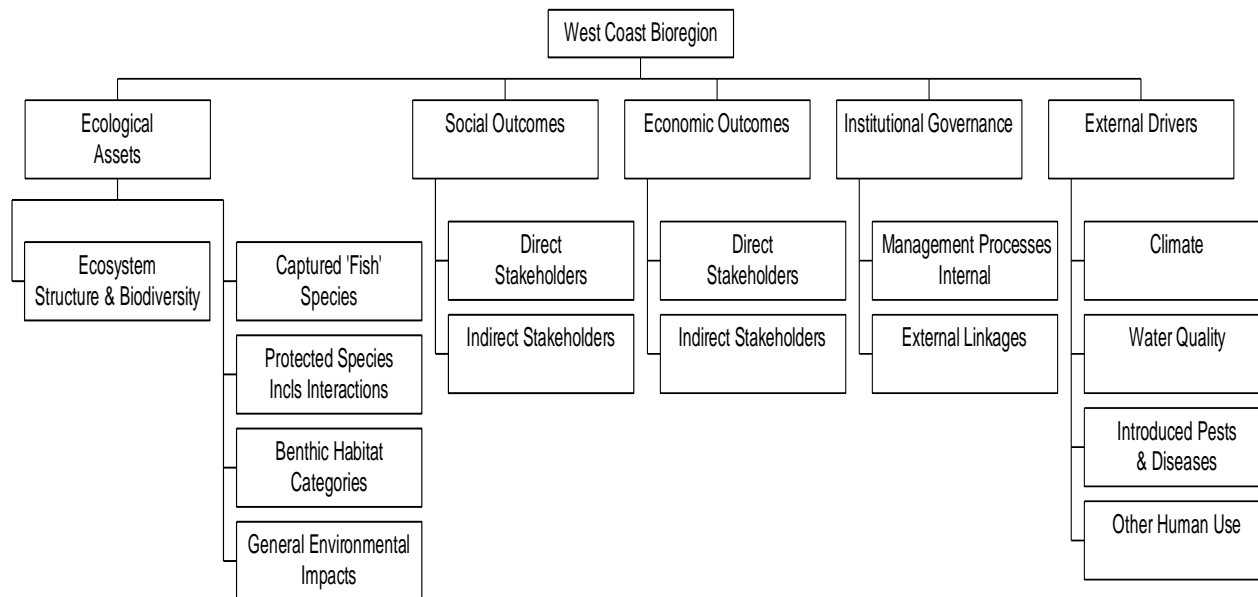 West Coast Bioregion
Ecological
Assets
Social Outcomes
Economic Outcomes
Institutional Governance
External Drivers
Ecosystem
Structure & Biodiversity
Captured 'Fish'
Species
Protected Species
Incls Interactions
Benthic Habitat
Categories
General Environmental
Impacts
Direct
Stakeholders
Indirect Stakeholders
Direct
Stakeholders
Indirect Stakeholders
Management Processes
Internal
External Linkages
Climate
Water Quality
Introduced Pests
& Diseases
Other Human Use